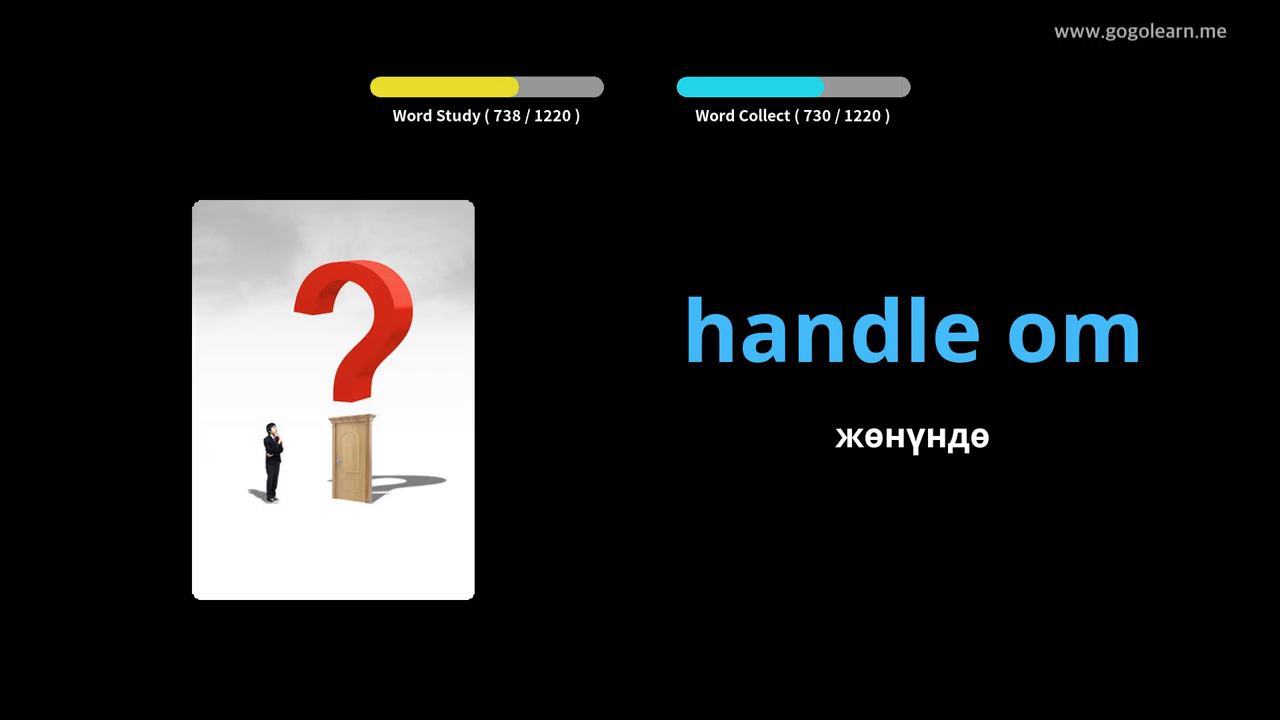 www.gogolearn.me
Word Study ( 738 / 1220 )
Word Collect ( 730 / 1220 )
handle om
жөнүндө